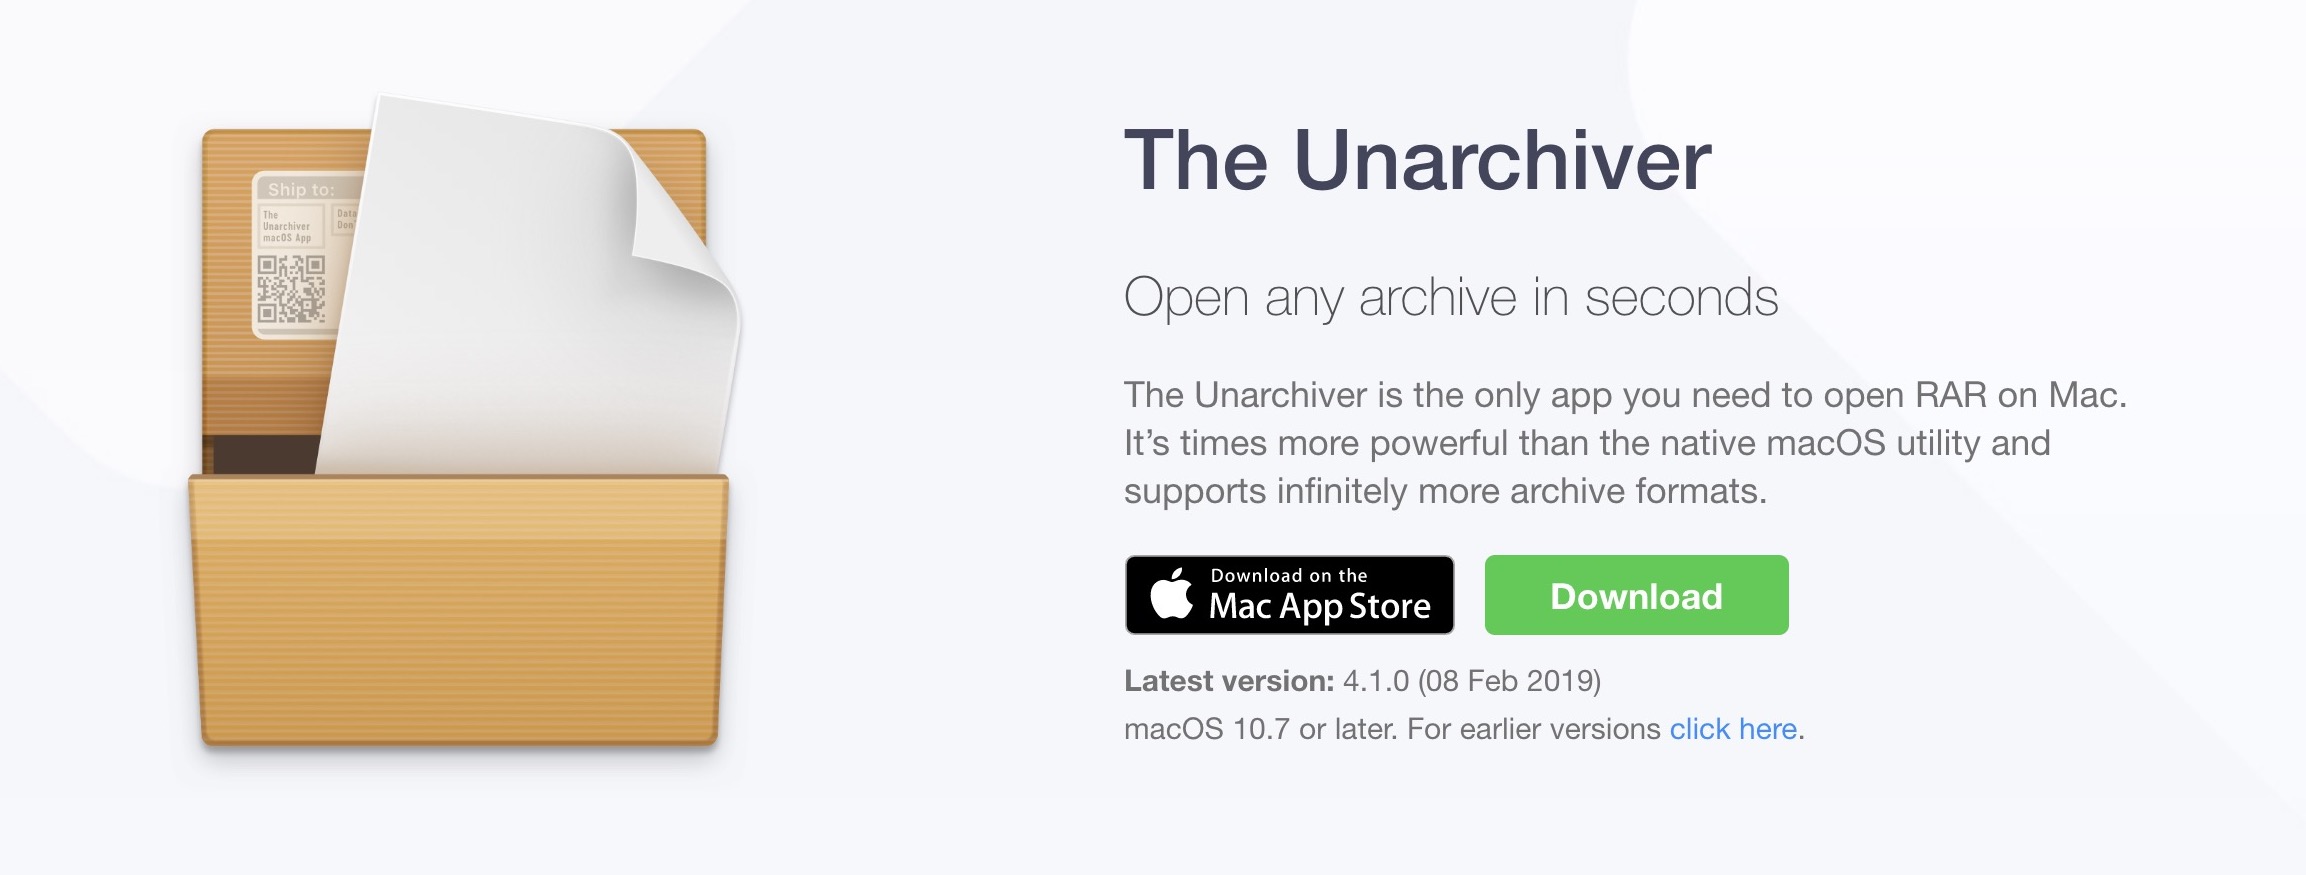 Ship to:
The
Unarchiver
macOS App
Data
Don
The Unarchiver
Open any archive in seconds
The Unarchiver is the only app you need to open RAR on Mac.
It’s times more powerful than the native macOS utility and
supports infinitely more archive formats.
Download on the
Mac App Store
Download
Latest version: 4.1.0 (08 Feb 2019)
macOS 10.7 or later. For earlier versions click here.